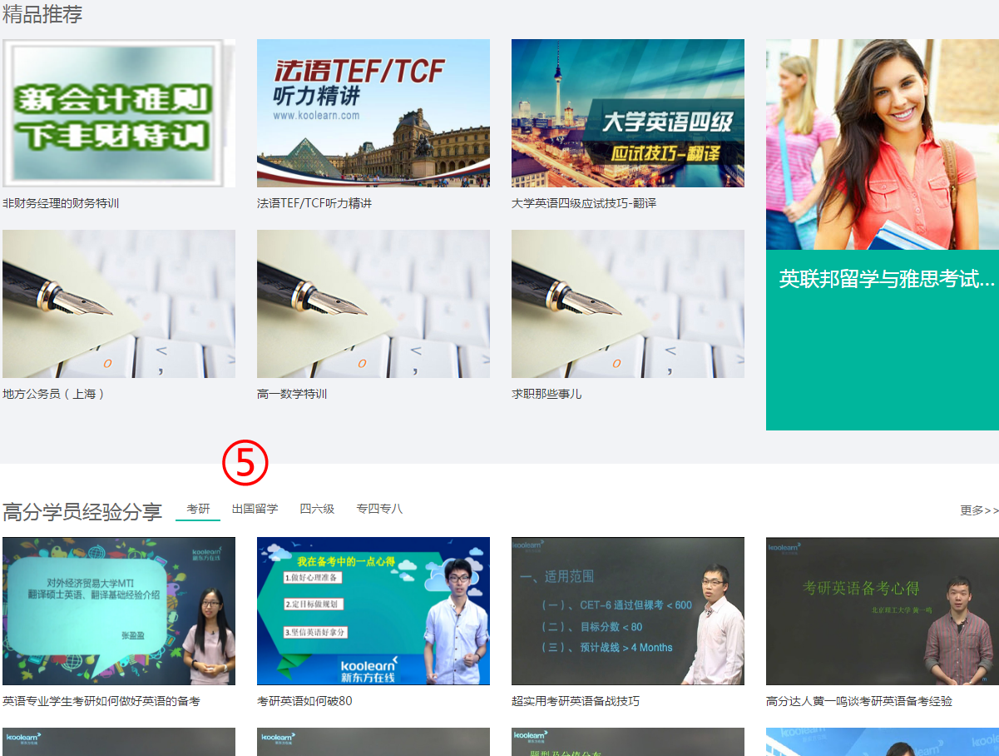 精品推荐
新会计准则
下非财特训
法语TEF/TCF
听力精讲
www.koolearn.com
大学英语四级
应试技巧-翻译
非财务经理的财务特训
法语TEF/TCF听力精讲
大学英语四级应试技巧-翻译
英联邦留学与雅思考试...
地方公务员（上海）
高一数学特训
求职那些事儿
⑤
高分学员经验分享
考研
出国留学
四六级
专四专八
更多>>
koolearn
新东方在线
对外经济贸易大学MTI
翻译硕士英语、翻译基础经验介绍
张盈盈
我在备考中的一点心得
1.做好心理准备
2.定目标做规划
3.坚信英语好拿分
koolearn
新东方在线
koolearn
一、适用范围
（一）、CET-6 通过但裸考 < 600
（二）、目标分数 < 80
（三）、预计战线 > 4 Months
koolearn
考研英语备考心得
北京理工大学 黄一鸣
英语专业学生考研如何做好英语的备考
考研英语如何破80
超实用考研英语备战技巧
高分达人黄一鸣谈考研英语备考经验
koolearn
koolearn
koolearn
题型及分值分布
koolearn